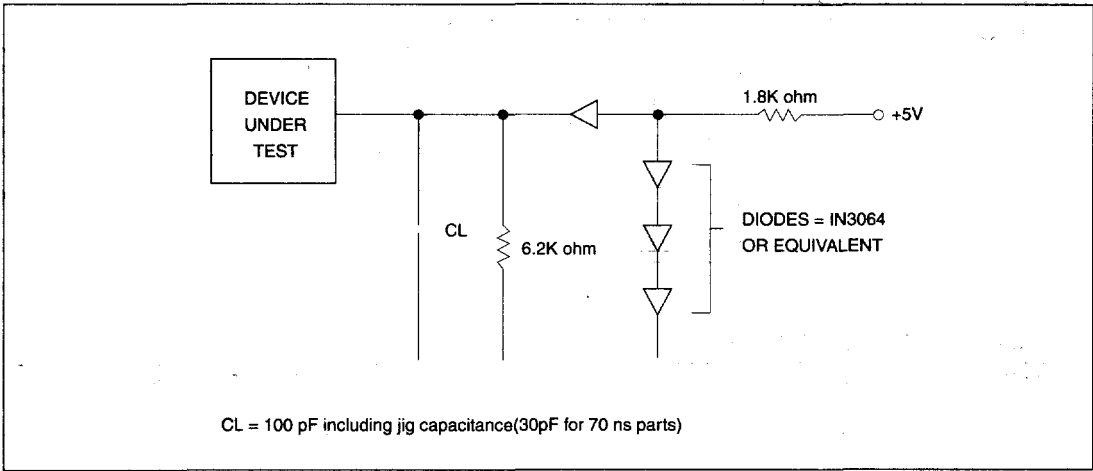 DEVICE
UNDER
TEST
1.8K ohm
+5V
CL
6.2K ohm
DIODES = IN3064
OR EQUIVALENT
CL = 100 pF including jig capacitance(30pF for 70 ns parts)